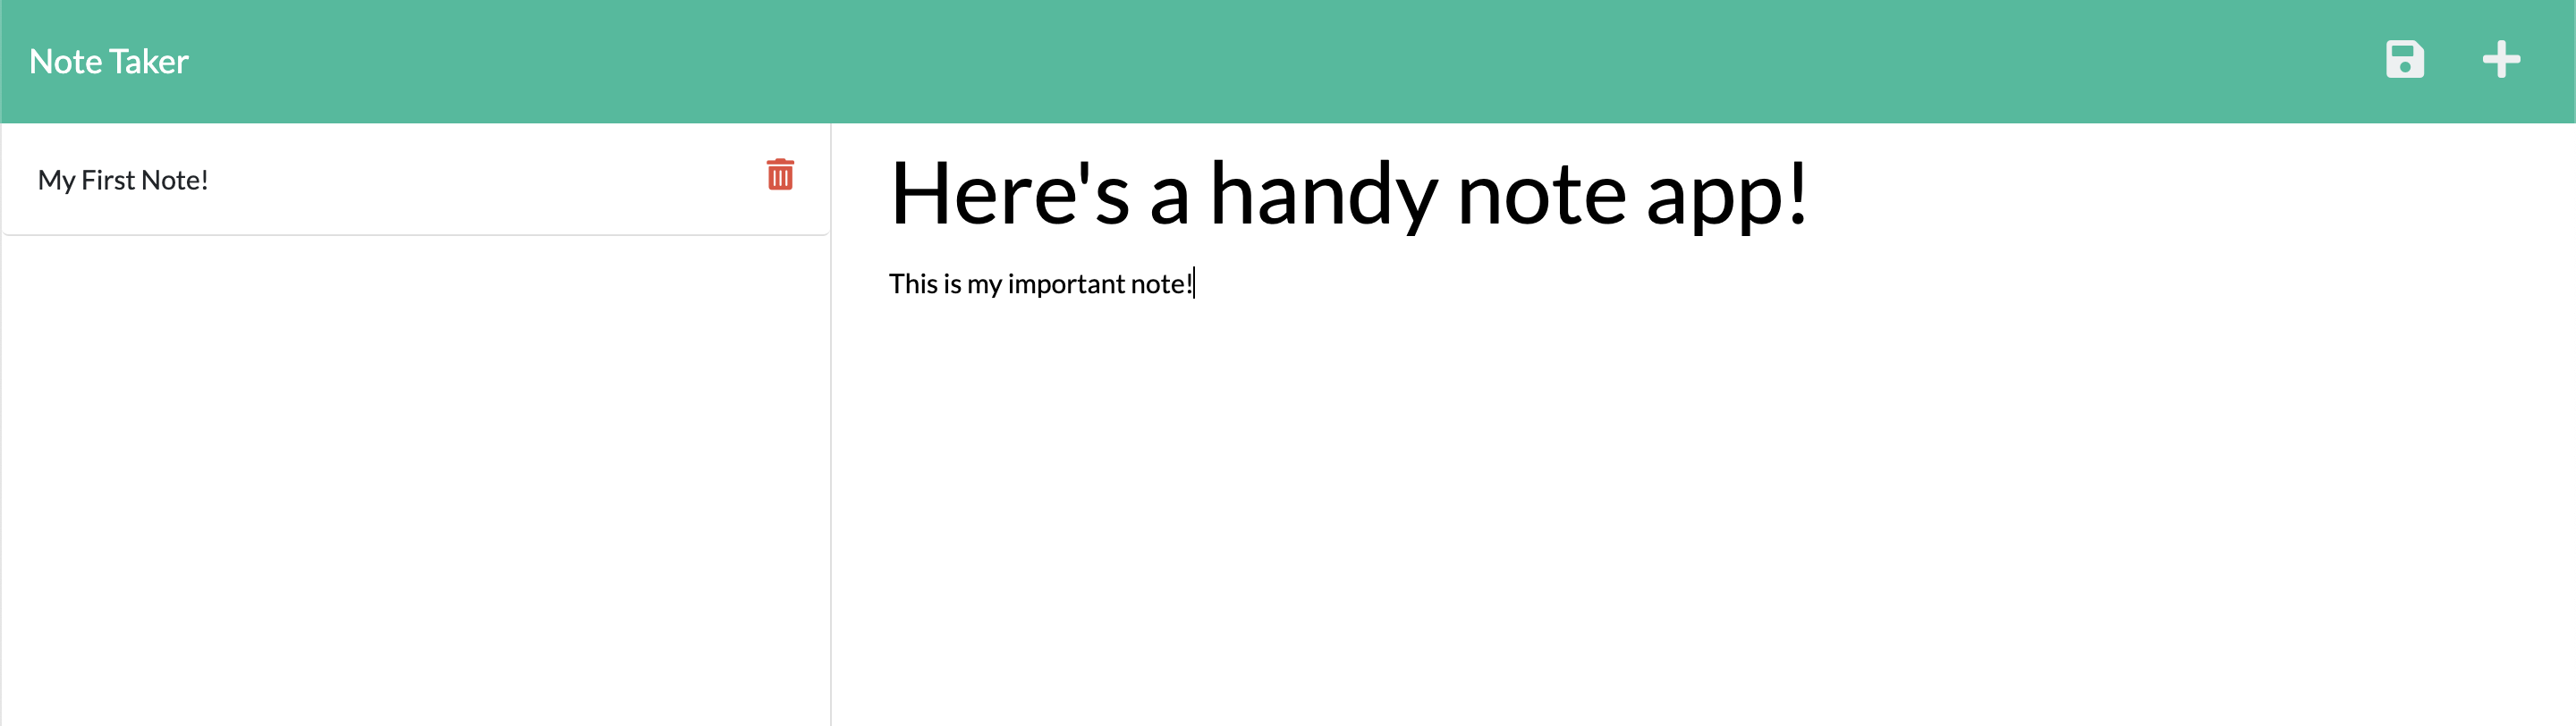 Note Taker
My First Note!
Here's a handy note app!
This is my important note!